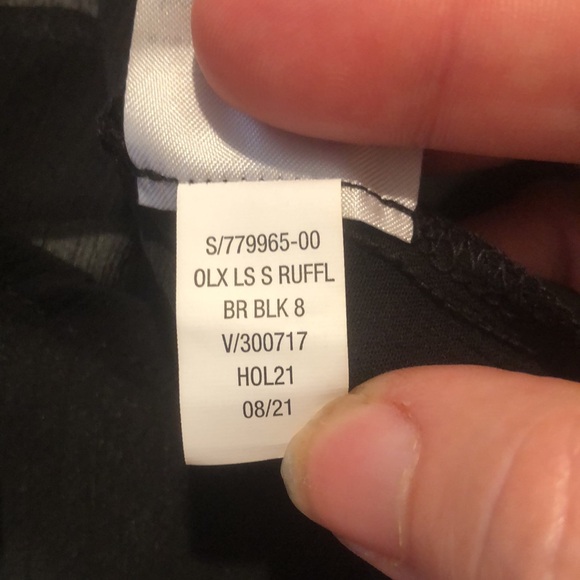 S/779965-00
OLX LS S RUFFL
BR BLK 8
V/300717
HOL21
08/21